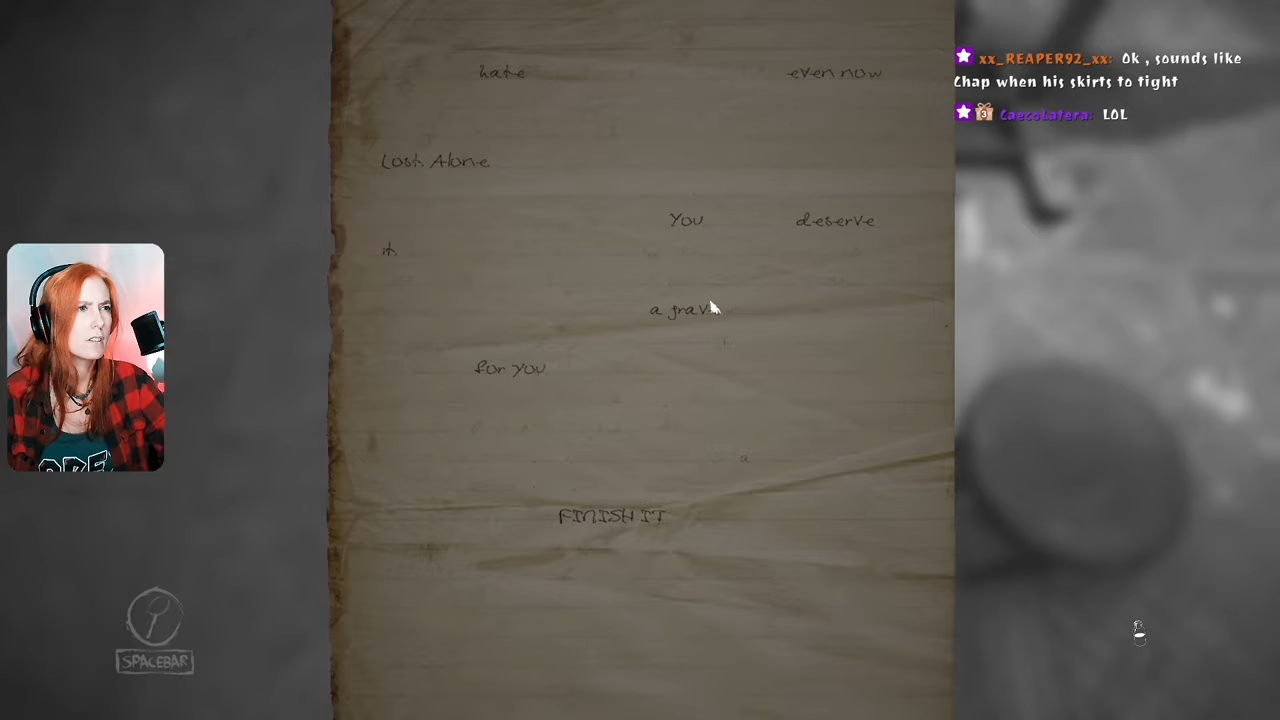 hate even now
Lost. Alone.
You deserve
it.
a grav
for you
a
FINISH IT
SPACEBAR
xx_REAPER92_xx: Ok , sounds like
Chap when his skirts to tight
3 CaecoLatera: LOL